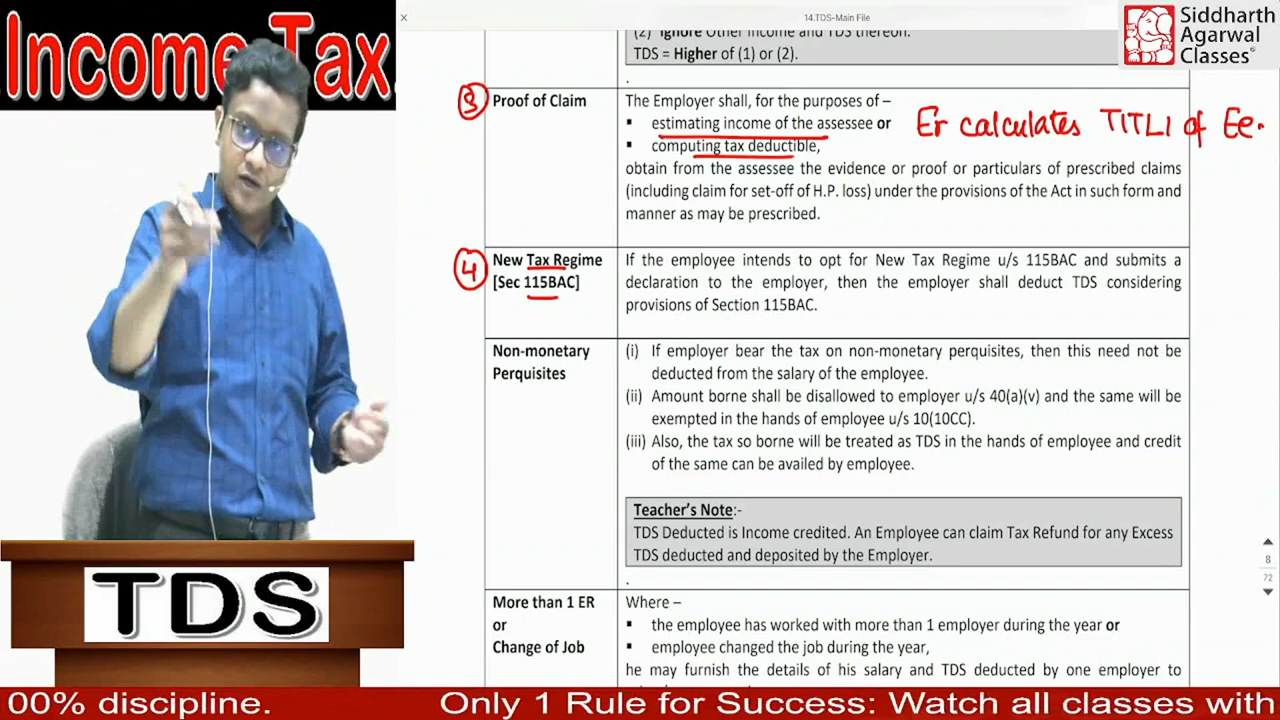 Income Tax.
14.TDS-Main File
Siddharth
Agarwal
Classes
(2) Ignore Other Income and TDS thereon.
TDS = Higher of (1) or (2).
.
3
Proof of Claim
The Employer shall, for the purposes of –
▪ estimating income of the assessee or
▪ computing tax deductible,
obtain from the assessee the evidence or proof or particulars of prescribed claims
(including claim for set-off of H.P. loss) under the provisions of the Act in such form and
manner as may be prescribed.
Er calculates TITLI of Ee.
4
New Tax Regime
[Sec 115BAC]
If the employee intends to opt for New Tax Regime u/s 115BAC and submits a
declaration to the employer, then the employer shall deduct TDS considering
provisions of Section 115BAC.
Non-monetary
Perquisites
(i) If employer bear the tax on non-monetary perquisites, then this need not be
deducted from the salary of the employee.
(ii) Amount borne shall be disallowed to employer u/s 40(a)(v) and the same will be
exempted in the hands of employee u/s 10(10CC).
(iii) Also, the tax so borne will be treated as TDS in the hands of employee and credit
of the same can be availed by employee.
Teacher's Note:-
TDS Deducted is Income credited. An Employee can claim Tax Refund for any Excess
TDS deducted and deposited by the Employer.
.
8
72
More than 1 ER
or
Change of Job
Where –
▪ the employee has worked with more than 1 employer during the year or
▪ employee changed the job during the year,
he may furnish the details of his salary and TDS deducted by one employer to
TDS
00% discipline. Only 1 Rule for Success: Watch all classes with